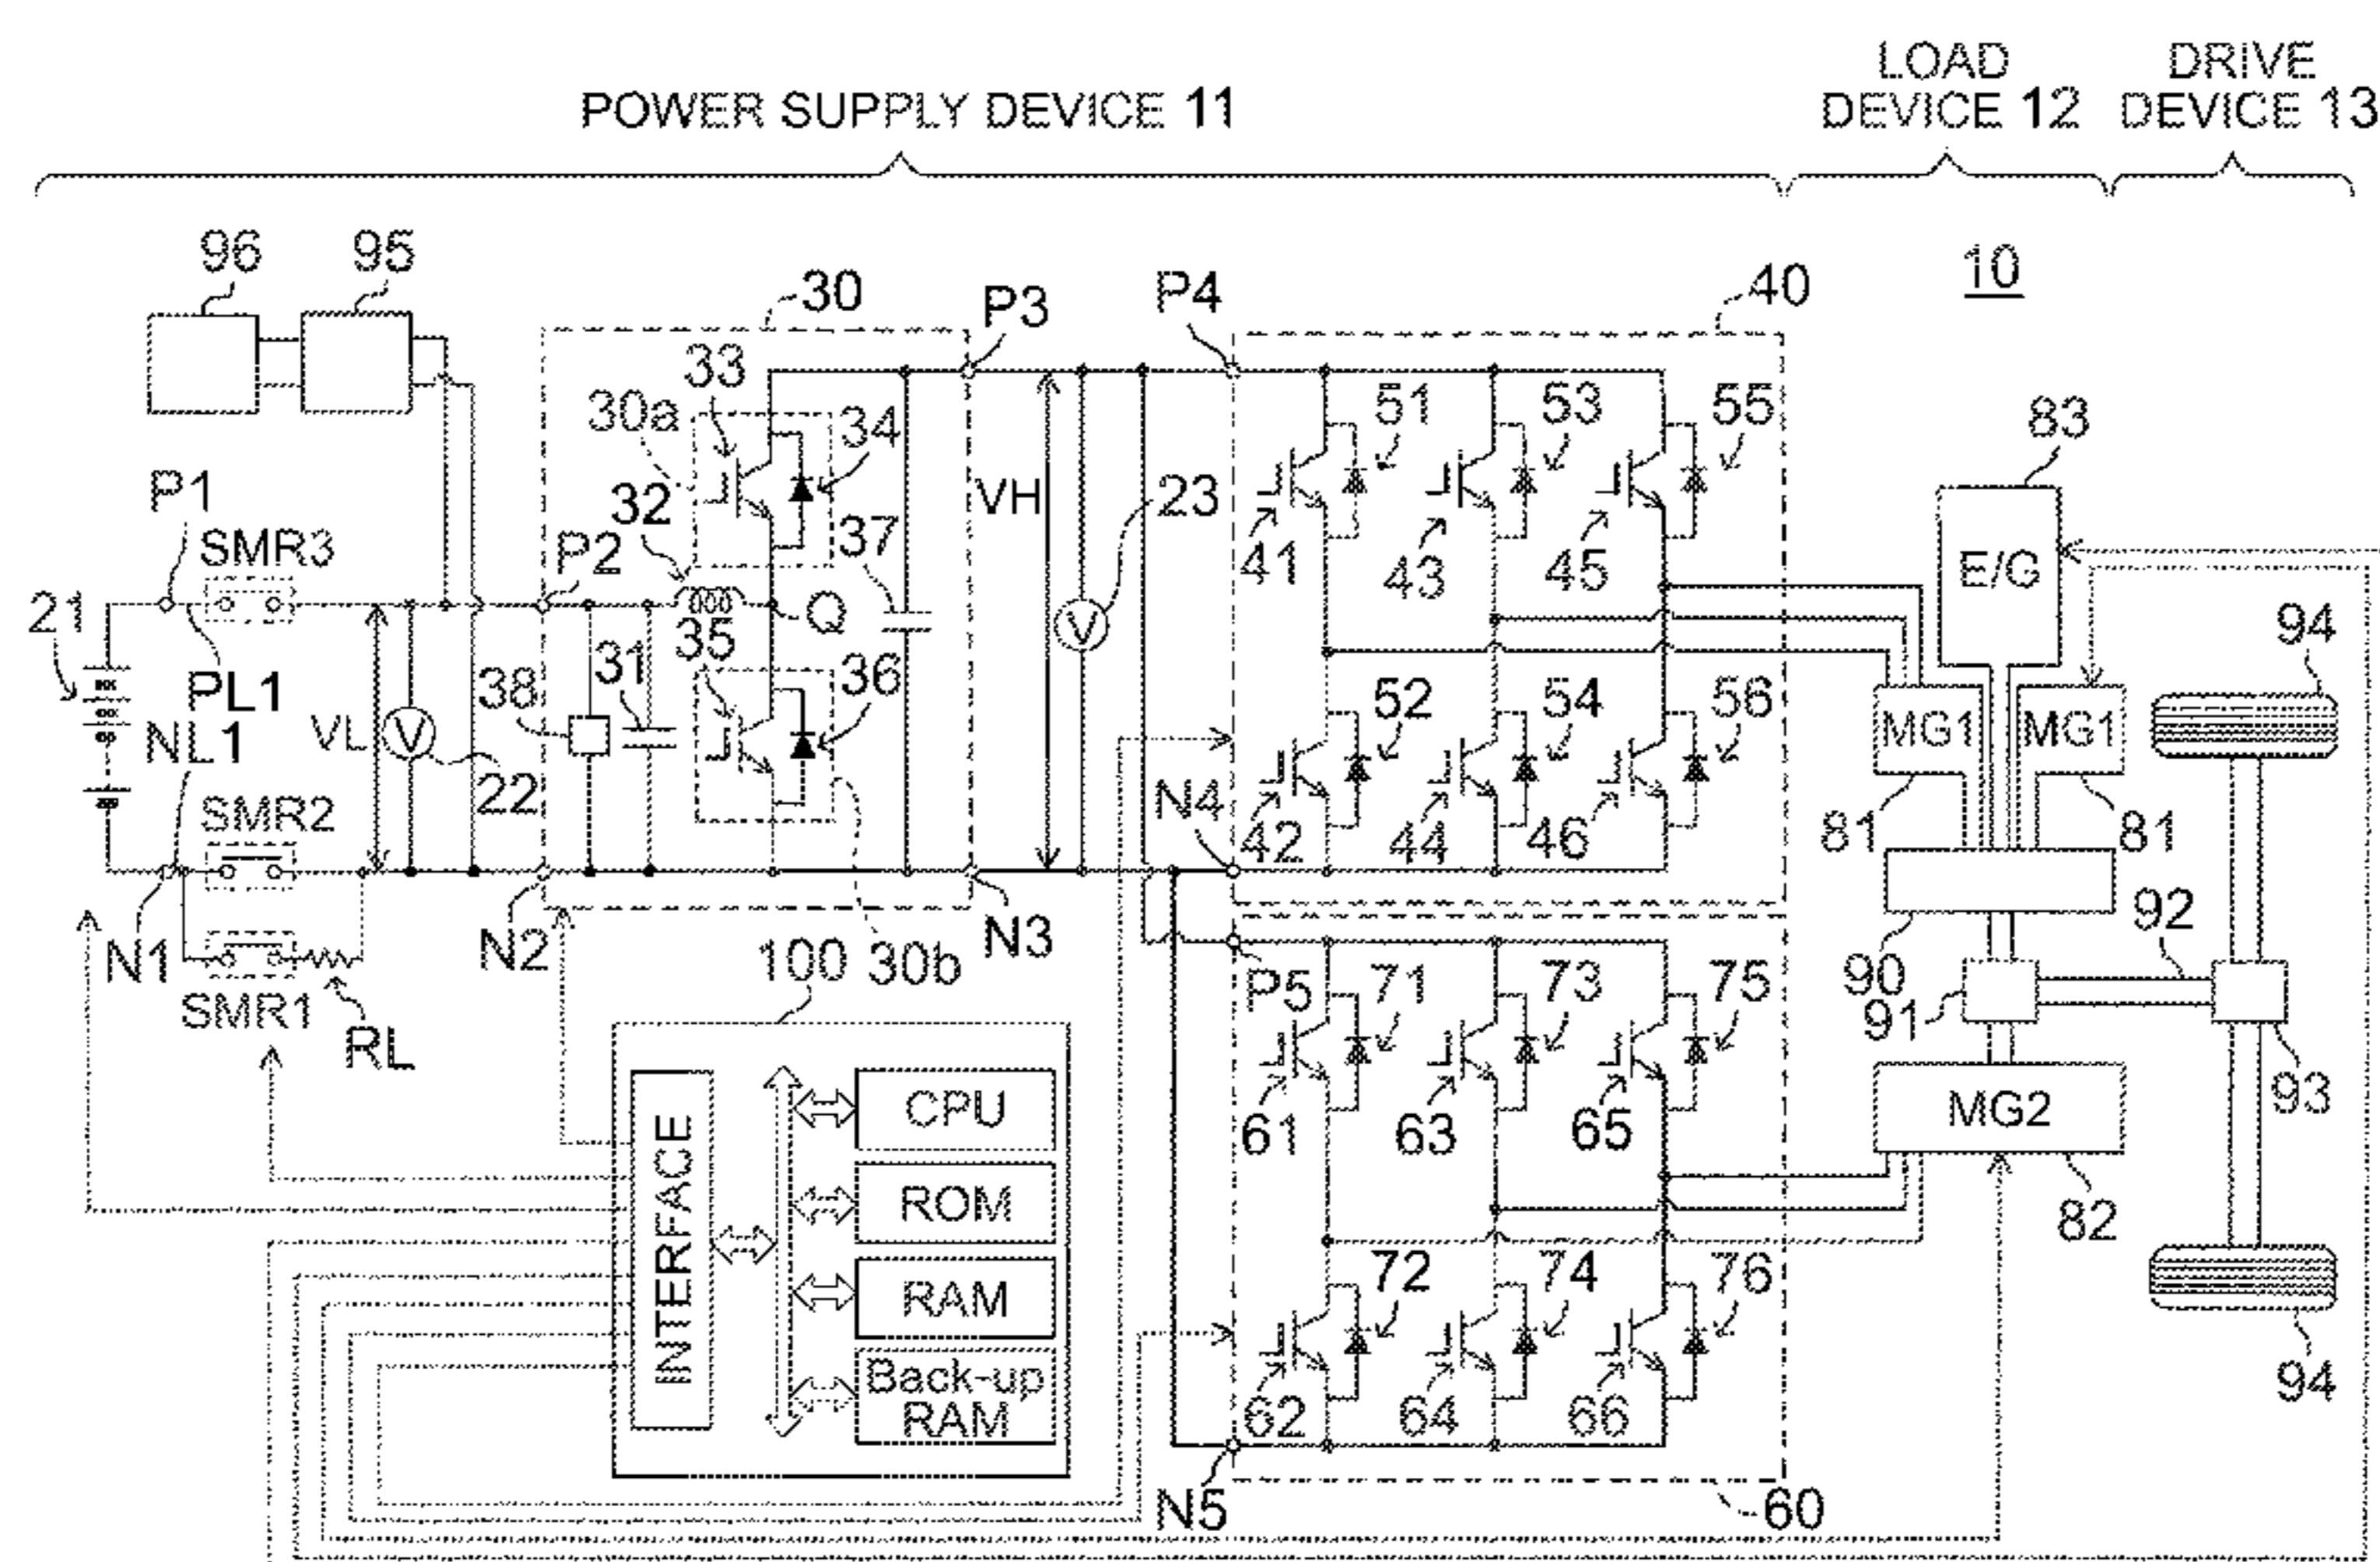 LOAD
DRIVE
POWER SUPPLY DEVICE 11
DEVICE 12
DEVICE 13
96
95
30
P3
P4
40
10
33
30a
34
51
53
55
83
P1
32
VH
23
SMR3
P2
37
41
43
45
E/G
21
Q
94
PL1
38
31
35
36
52
54
56
MG1
MG1
NL1
VL
22
N4
SMR2
42
44
46
81
81
N1
N2
100
30b
N3
92
SMR1
P5
71
73
75
90
91
RL
CPU
61
63
65
MG2
93
INTERFACE
ROM
82
RAM
72
74
76
Back-up
RAM
62
64
66
94
N5
60